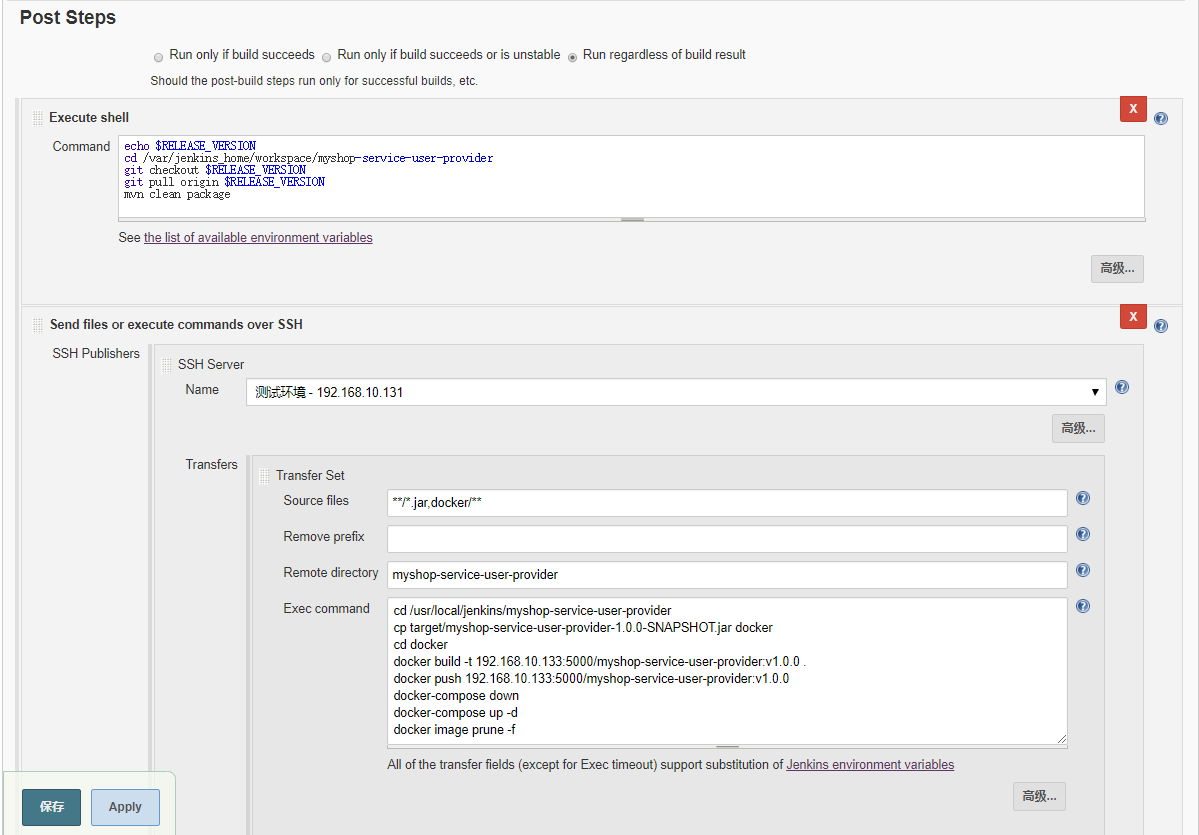 Post Steps
Run only if build succeeds Run only if build succeeds or is unstable Run regardless of build result
Should the post-build steps run only for successful builds, etc.
Execute shell
X
Command
echo $RELEASE_VERSION
cd /var/jenkins_home/workspace/myshop-service-user-provider
git checkout $RELEASE_VERSION
git pull origin $RELEASE_VERSION
mvn clean package
See the list of available environment variables
高级...
Send files or execute commands over SSH
X
SSH Publishers
SSH Server
Name
测试环境 - 192.168.10.131
高级...
Transfers
Transfer Set
Source files
**/*.jar,docker/**
Remove prefix
Remote directory
myshop-service-user-provider
Exec command
cd /usr/local/jenkins/myshop-service-user-provider
cp target/myshop-service-user-provider-1.0.0-SNAPSHOT.jar docker
cd docker
docker build -t 192.168.10.133:5000/myshop-service-user-provider:v1.0.0 .
docker push 192.168.10.133:5000/myshop-service-user-provider:v1.0.0
docker-compose down
docker-compose up -d
docker image prune -f
All of the transfer fields (except for Exec timeout) support substitution of Jenkins environment variables
高级...
保存
Apply